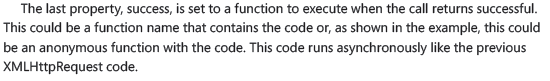 The last property, success, is set to a function to execute when the call returns successful.
This could be a function name that contains the code or, as shown in the example, this could
be an anonymous function with the code. This code runs asynchronously like the previous
XMLHttpRequest code.